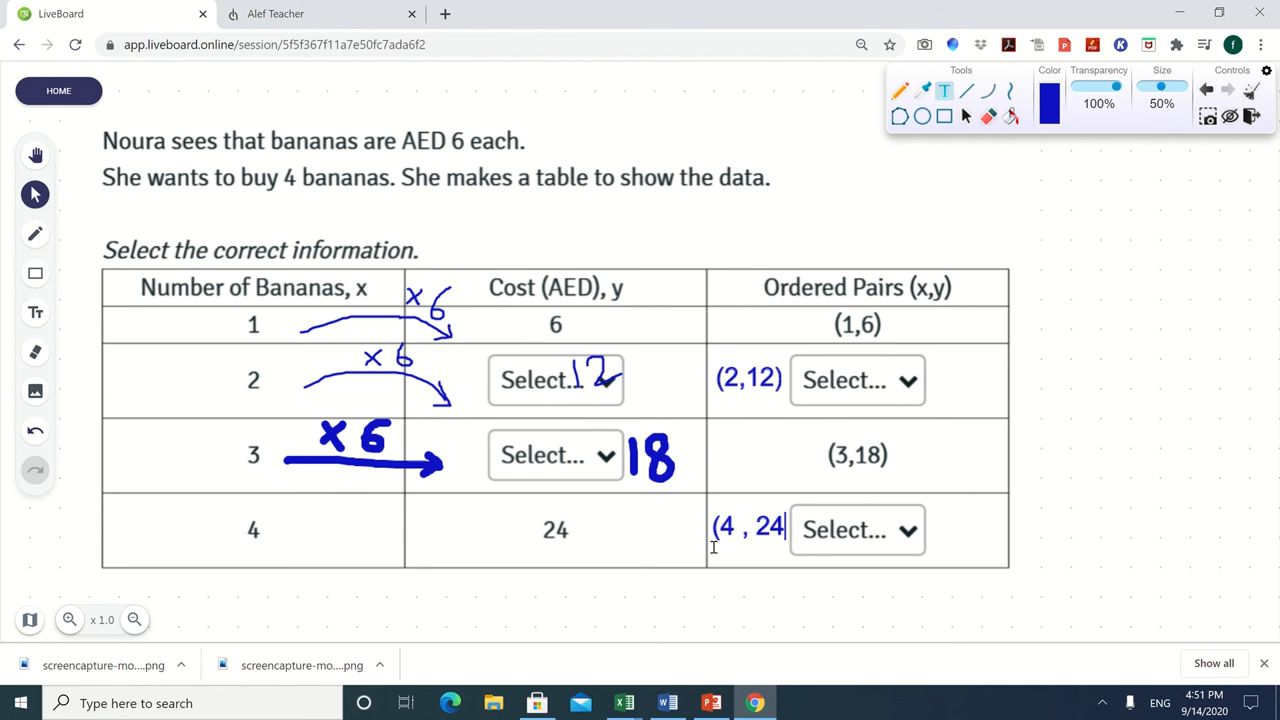 LiveBoard
Alef Teacher
app.liveboard.online/session/5f5f367f11a7e50fc7ada6f2
Tools
Color
Transparency
Size
Controls
100%
50%
HOME
Noura sees that bananas are AED 6 each.
She wants to buy 4 bananas. She makes a table to show the data.
Select the correct information.
Number of Bananas, x
Cost (AED), y
Ordered Pairs (x,y)
x 6
1
6
(1,6)
x 6
2
Select...
12
(2,12)
Select...
x 6
3
Select...
18
(3,18)
4
24
(4 , 24
Select...
Tt
x 1.0
screencapture-mo....png
screencapture-mo....png
Show all
Type here to search
ENG
4:51 PM
9/14/2020